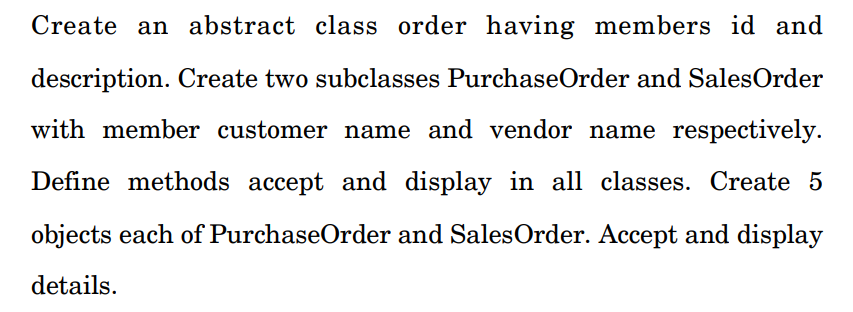 Create an abstract class order having members id and
description. Create two subclasses PurchaseOrder and SalesOrder
with member customer name and vendor name respectively.
Define methods accept and display in all classes. Create 5
objects each of PurchaseOrder and SalesOrder. Accept and display
details.